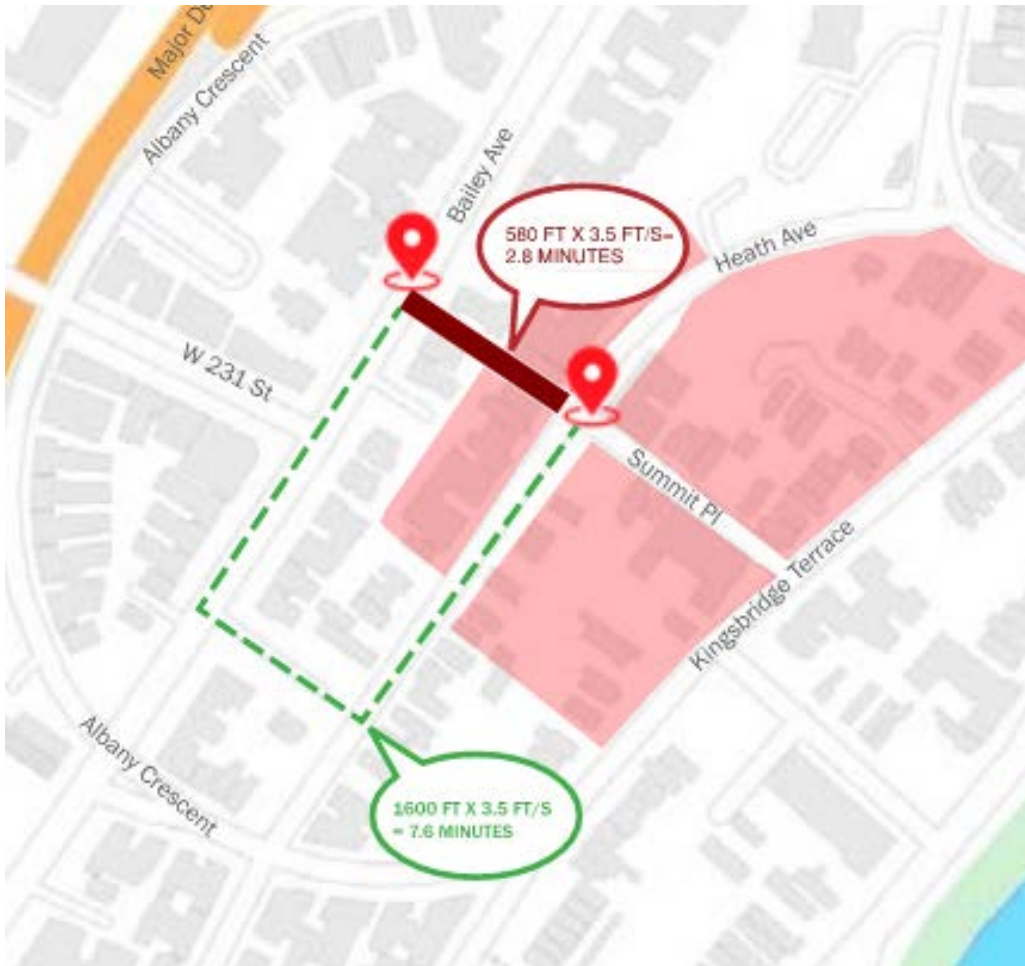 Major De
Albany Crescent
Bailey Ave
580 FT X 3.5 FT/S=
2.8 MINUTES
Heath Ave
W 231 St
Summit Pl
Kingsbridge Terrace
Albany Crescent
1600 FT X 3.5 FT/S
= 7.6 MINUTES